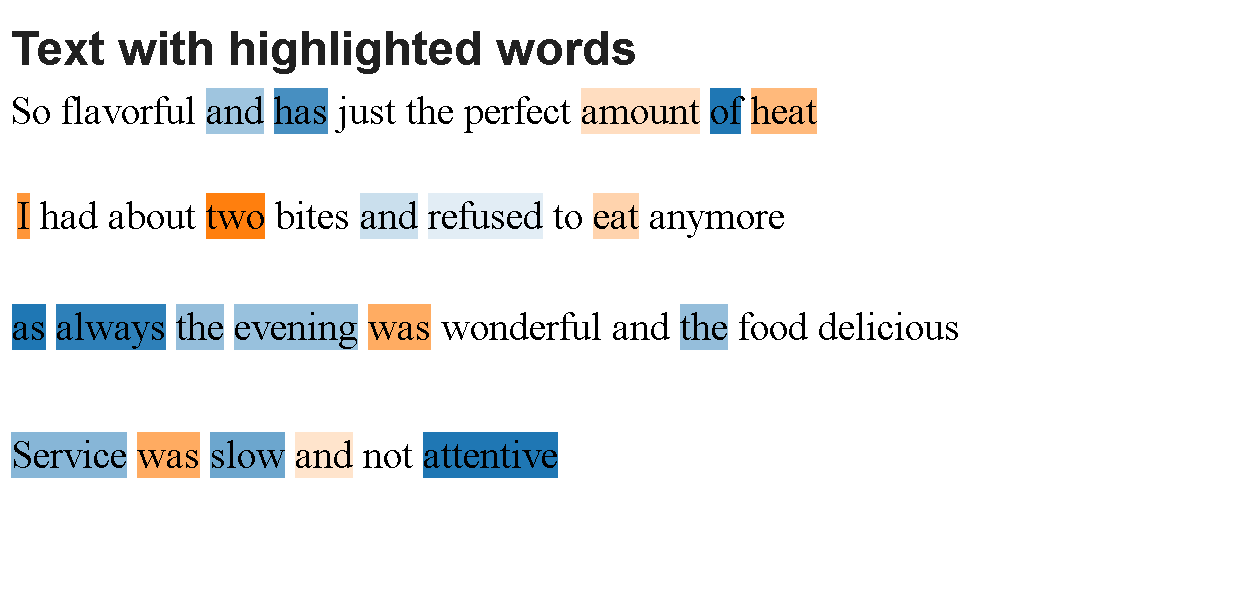 Text with highlighted words
So flavorful and has just the perfect amount of heat
I had about two bites and refused to eat anymore
as always the evening was wonderful and the food delicious
Service was slow and not attentive